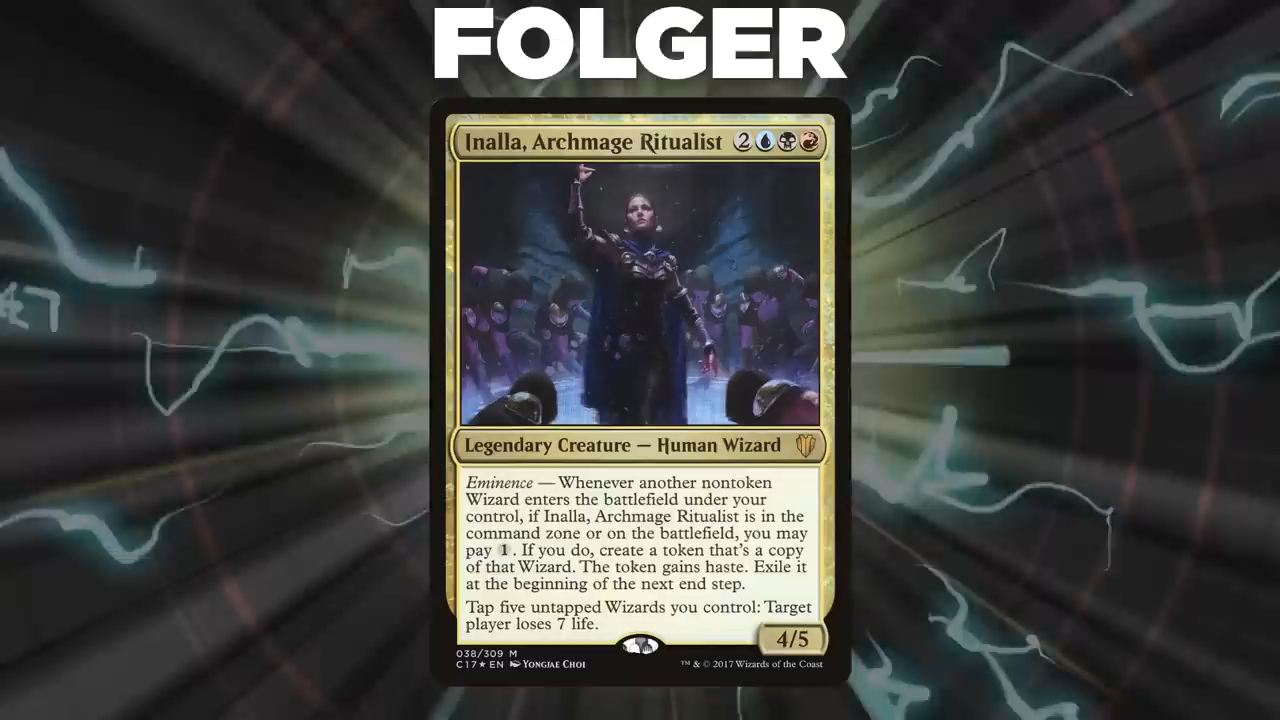 FOLGER
Inalla, Archmage Ritualist 2
Legendary Creature — Human Wizard
Eminence — Whenever another nontoken
Wizard enters the battlefield under your
control, if Inalla, Archmage Ritualist is in the
command zone or on the battlefield, you may
pay 1. If you do, create a token that's a copy
of that Wizard. The token gains haste. Exile it
at the beginning of the next end step.
Tap five untapped Wizards you control: Target
player loses 7 life.
4/5
038/309 M
C17★EN Yongjae Choi
™ & © 2017 Wizards of the Coast